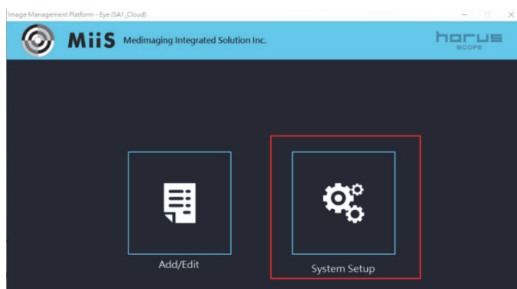 Image Management Platform - Eye (SA1_Cloud)
MiiS Medimaging Integrated Solution Inc.
horus
SCOPE
Add/Edit
System Setup